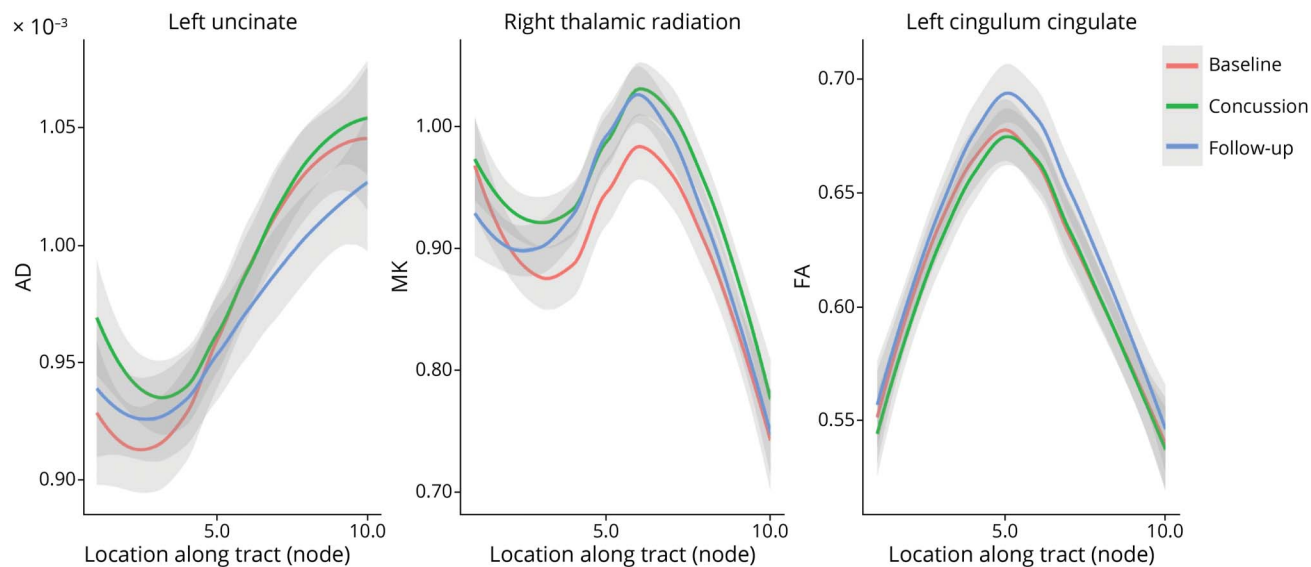 × 10⁻³
Left uncinate
1.05
1.00
0.95
0.90
AD
5.0
10.0
Location along tract (node)
Right thalamic radiation
1.00
0.90
0.80
0.70
MK
5.0
10.0
Location along tract (node)
Left cingulum cingulate
0.70
0.65
0.60
0.55
FA
5.0
10.0
Location along tract (node)
Baseline
Concussion
Follow-up